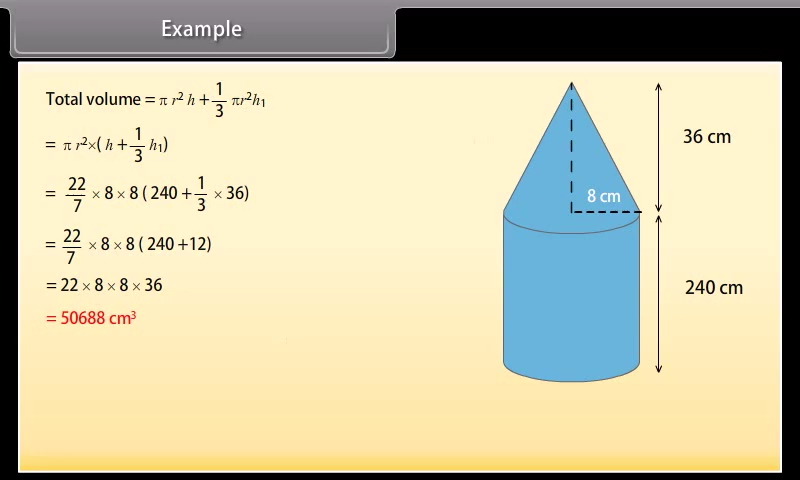 Example
Total volume = π r² h + 1/3 πr²h₁
= π r²×( h + 1/3 h₁)
= 22/7 × 8 × 8 ( 240 + 1/3 × 36)
= 22/7 × 8 × 8 ( 240 +12)
= 22 × 8 × 8 × 36
= 50688 cm³
36 cm
8 cm
240 cm